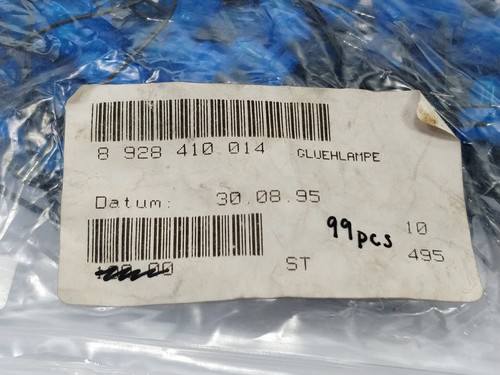 8 928 410 014 GLUEHLAMPE
Datum: 30.08.95
99pcs 10
ST 495